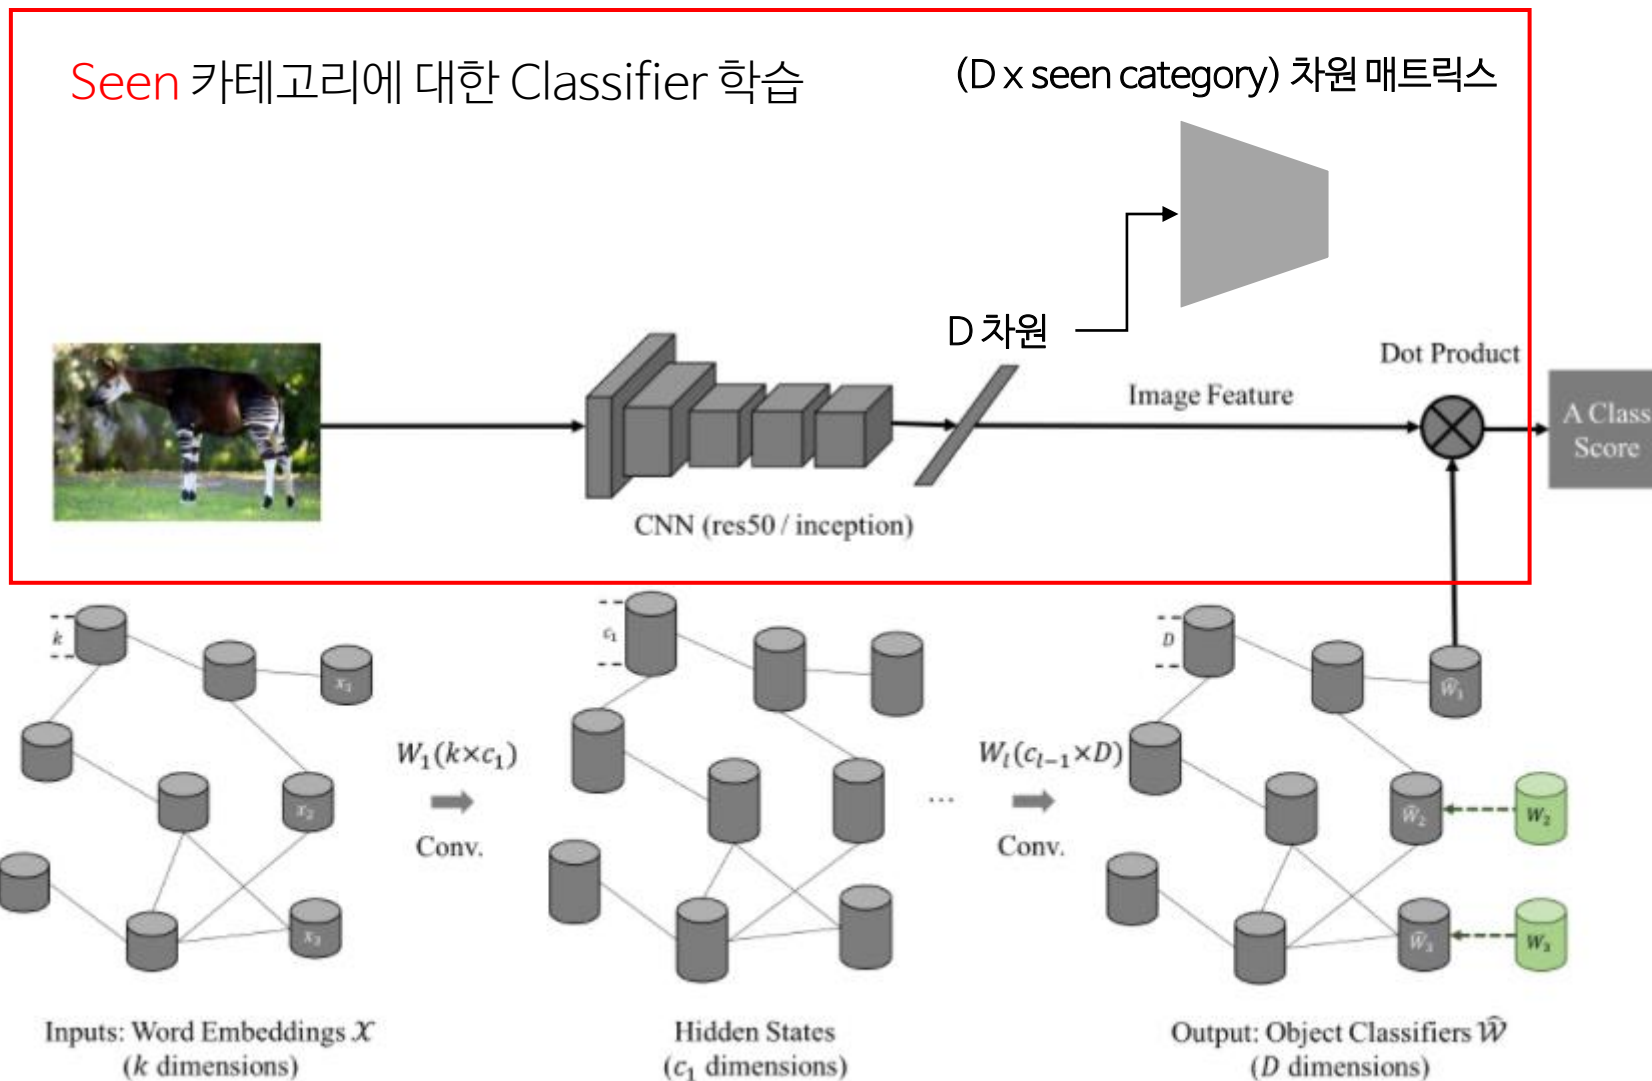 Seen 카테고리에 대한 Classifier 학습
(D x seen category) 차원 매트릭스
D 차원
Dot Product
Image Feature
A Class
Score
CNN (res50 / inception)
k
x₁
c₁
D
Ŵ₁
W₁(k×c₁)
Conv.
x₂
...
Wₗ(cₗ₋₁×D)
Conv.
Ŵ₂
W₂
x₃
Ŵ₃
W₃
Inputs: Word Embeddings 𝒳
(k dimensions)
Hidden States
(c₁ dimensions)
Output: Object Classifiers 𝒲̂
(D dimensions)